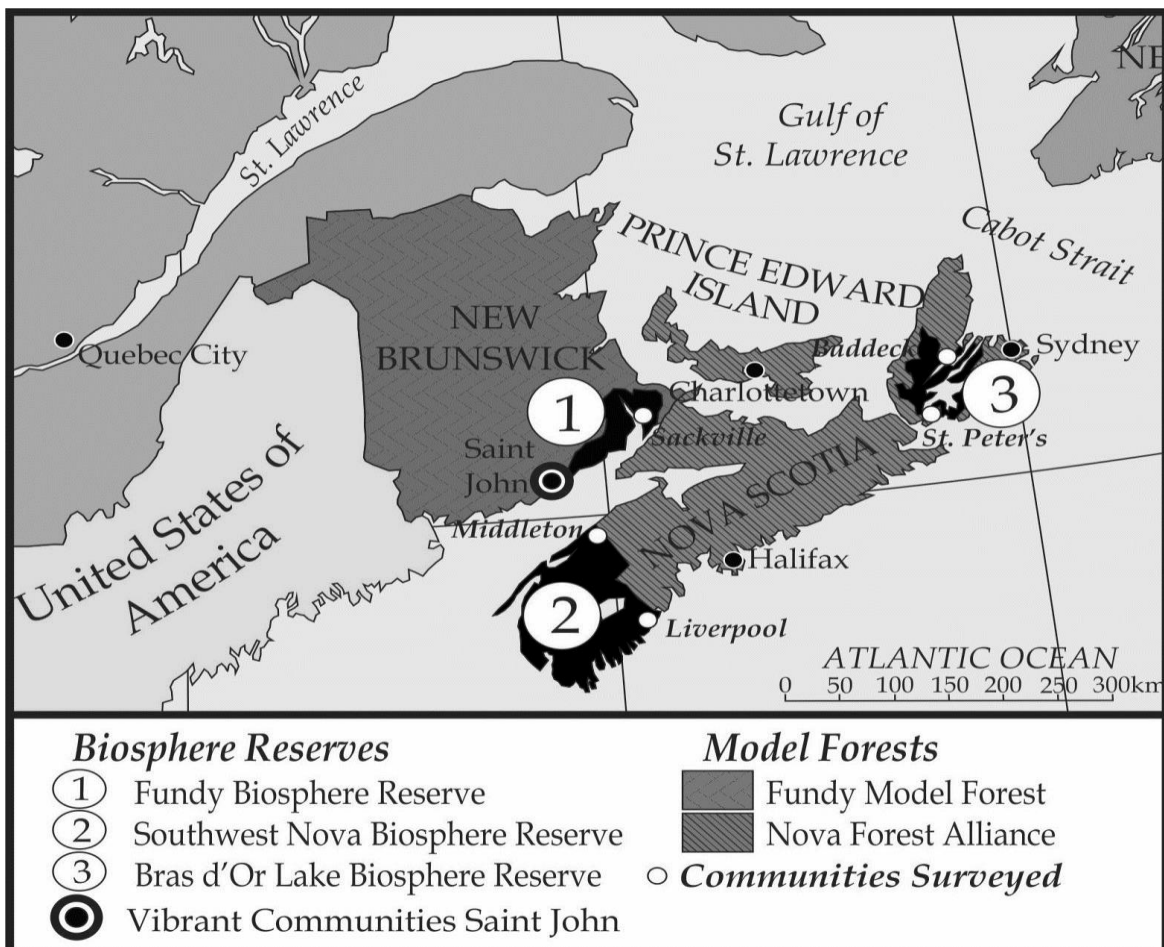 NE
Gulf of
St. Lawrence
St. Lawrence
Cabot Strait
PRINCE EDWARD
ISLAND
NEW
BRUNSWICK
Quebec City
Baddeck
Sydney
Charlottetown
1
3
Sackville
St. Peter's
Saint
John
NOVA SCOTIA
United States of
America
Middleton
Halifax
2
Liverpool
ATLANTIC OCEAN
0 50 100 150 200 250 300km
Biosphere Reserves
1 Fundy Biosphere Reserve
2 Southwest Nova Biosphere Reserve
3 Bras d'Or Lake Biosphere Reserve
Vibrant Communities Saint John
Model Forests
Fundy Model Forest
Nova Forest Alliance
Communities Surveyed